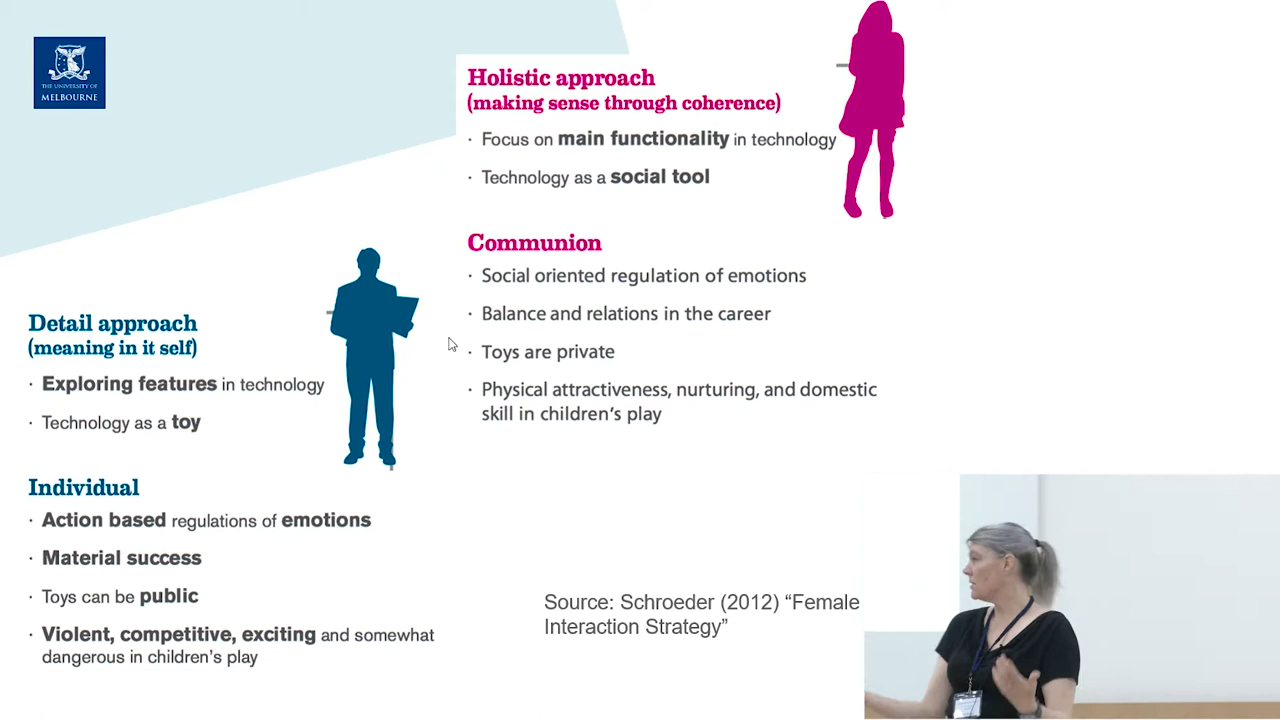 THE UNIVERSITY OF
MELBOURNE
Holistic approach
(making sense through coherence)
· Focus on main functionality in technology
· Technology as a social tool
Communion
· Social oriented regulation of emotions
· Balance and relations in the career
· Toys are private
· Physical attractiveness, nurturing, and domestic
skill in children's play
Detail approach
(meaning in it self)
· Exploring features in technology
· Technology as a toy
Individual
· Action based regulations of emotions
· Material success
· Toys can be public
· Violent, competitive, exciting and somewhat
dangerous in children's play
Source: Schroeder (2012) “Female
Interaction Strategy”